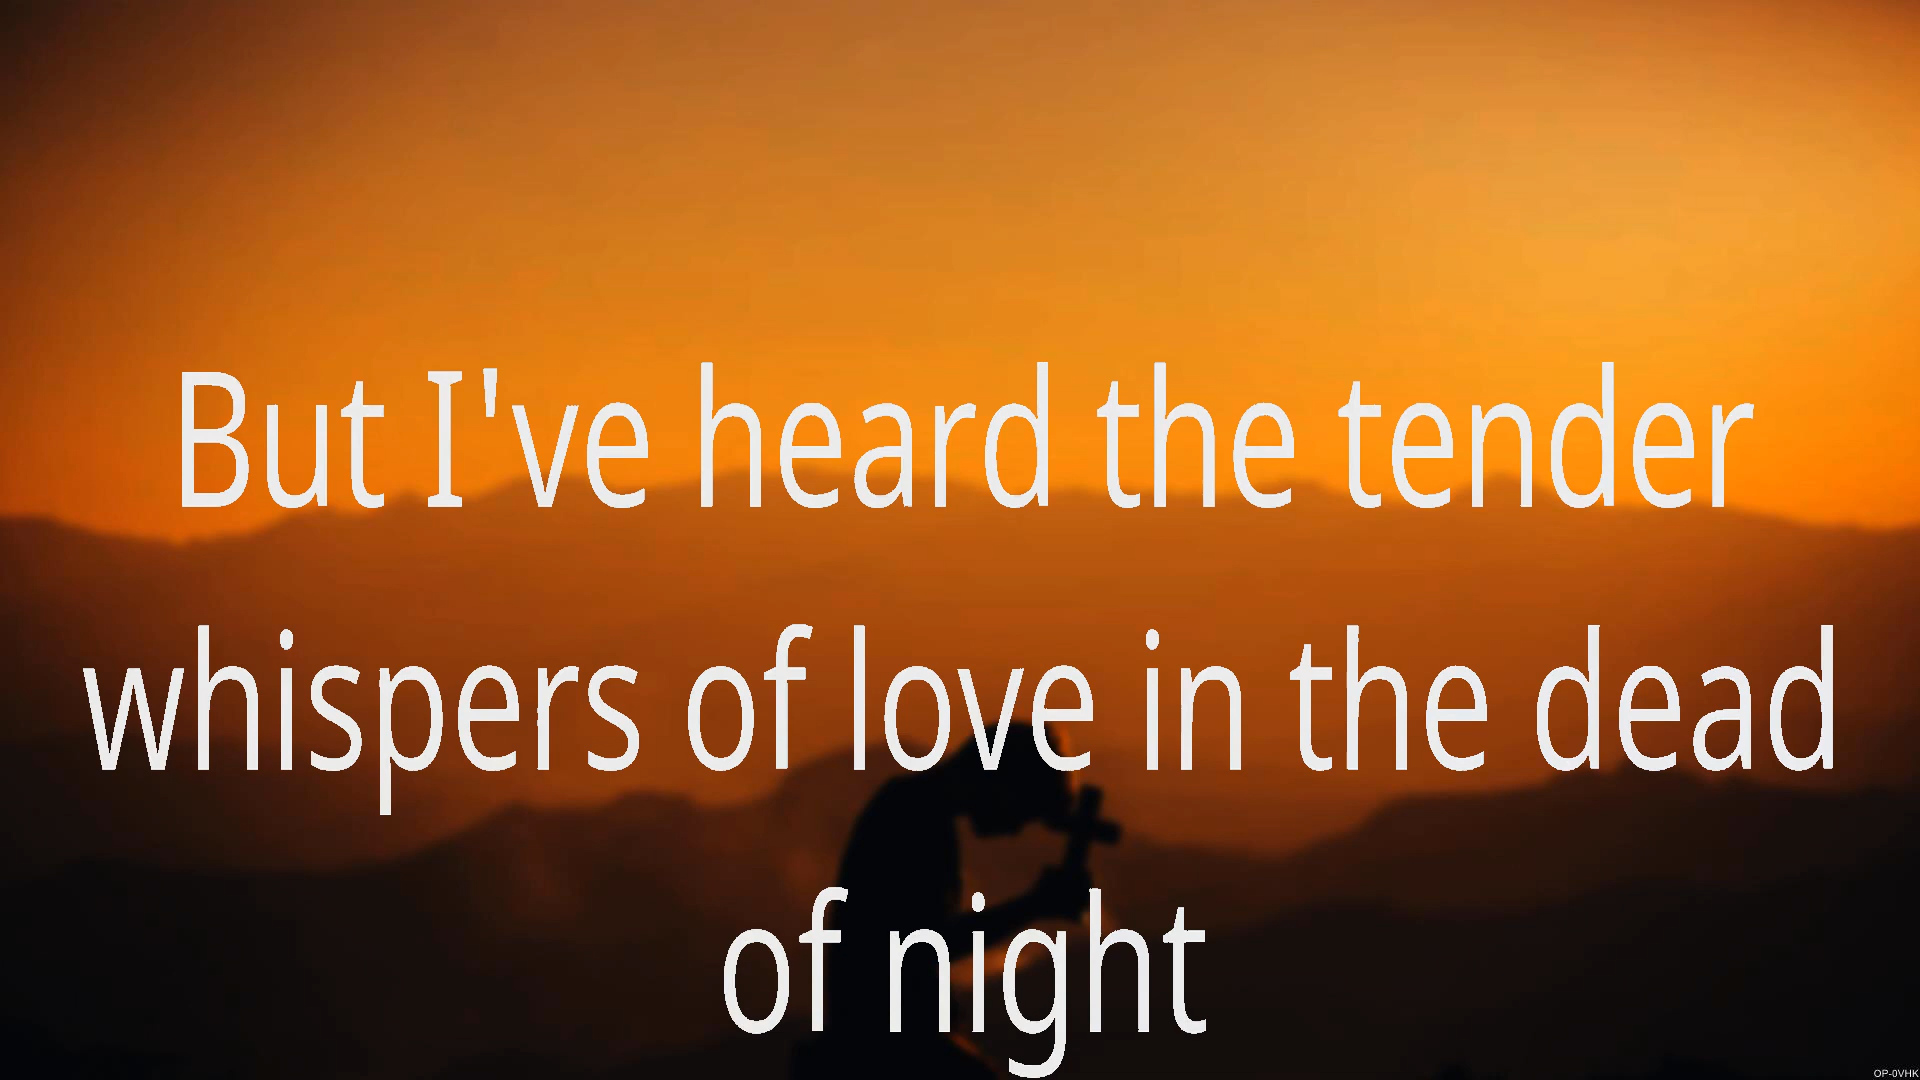 But I've heard the tender
whispers of love in the dead
of night
OP-0VHK